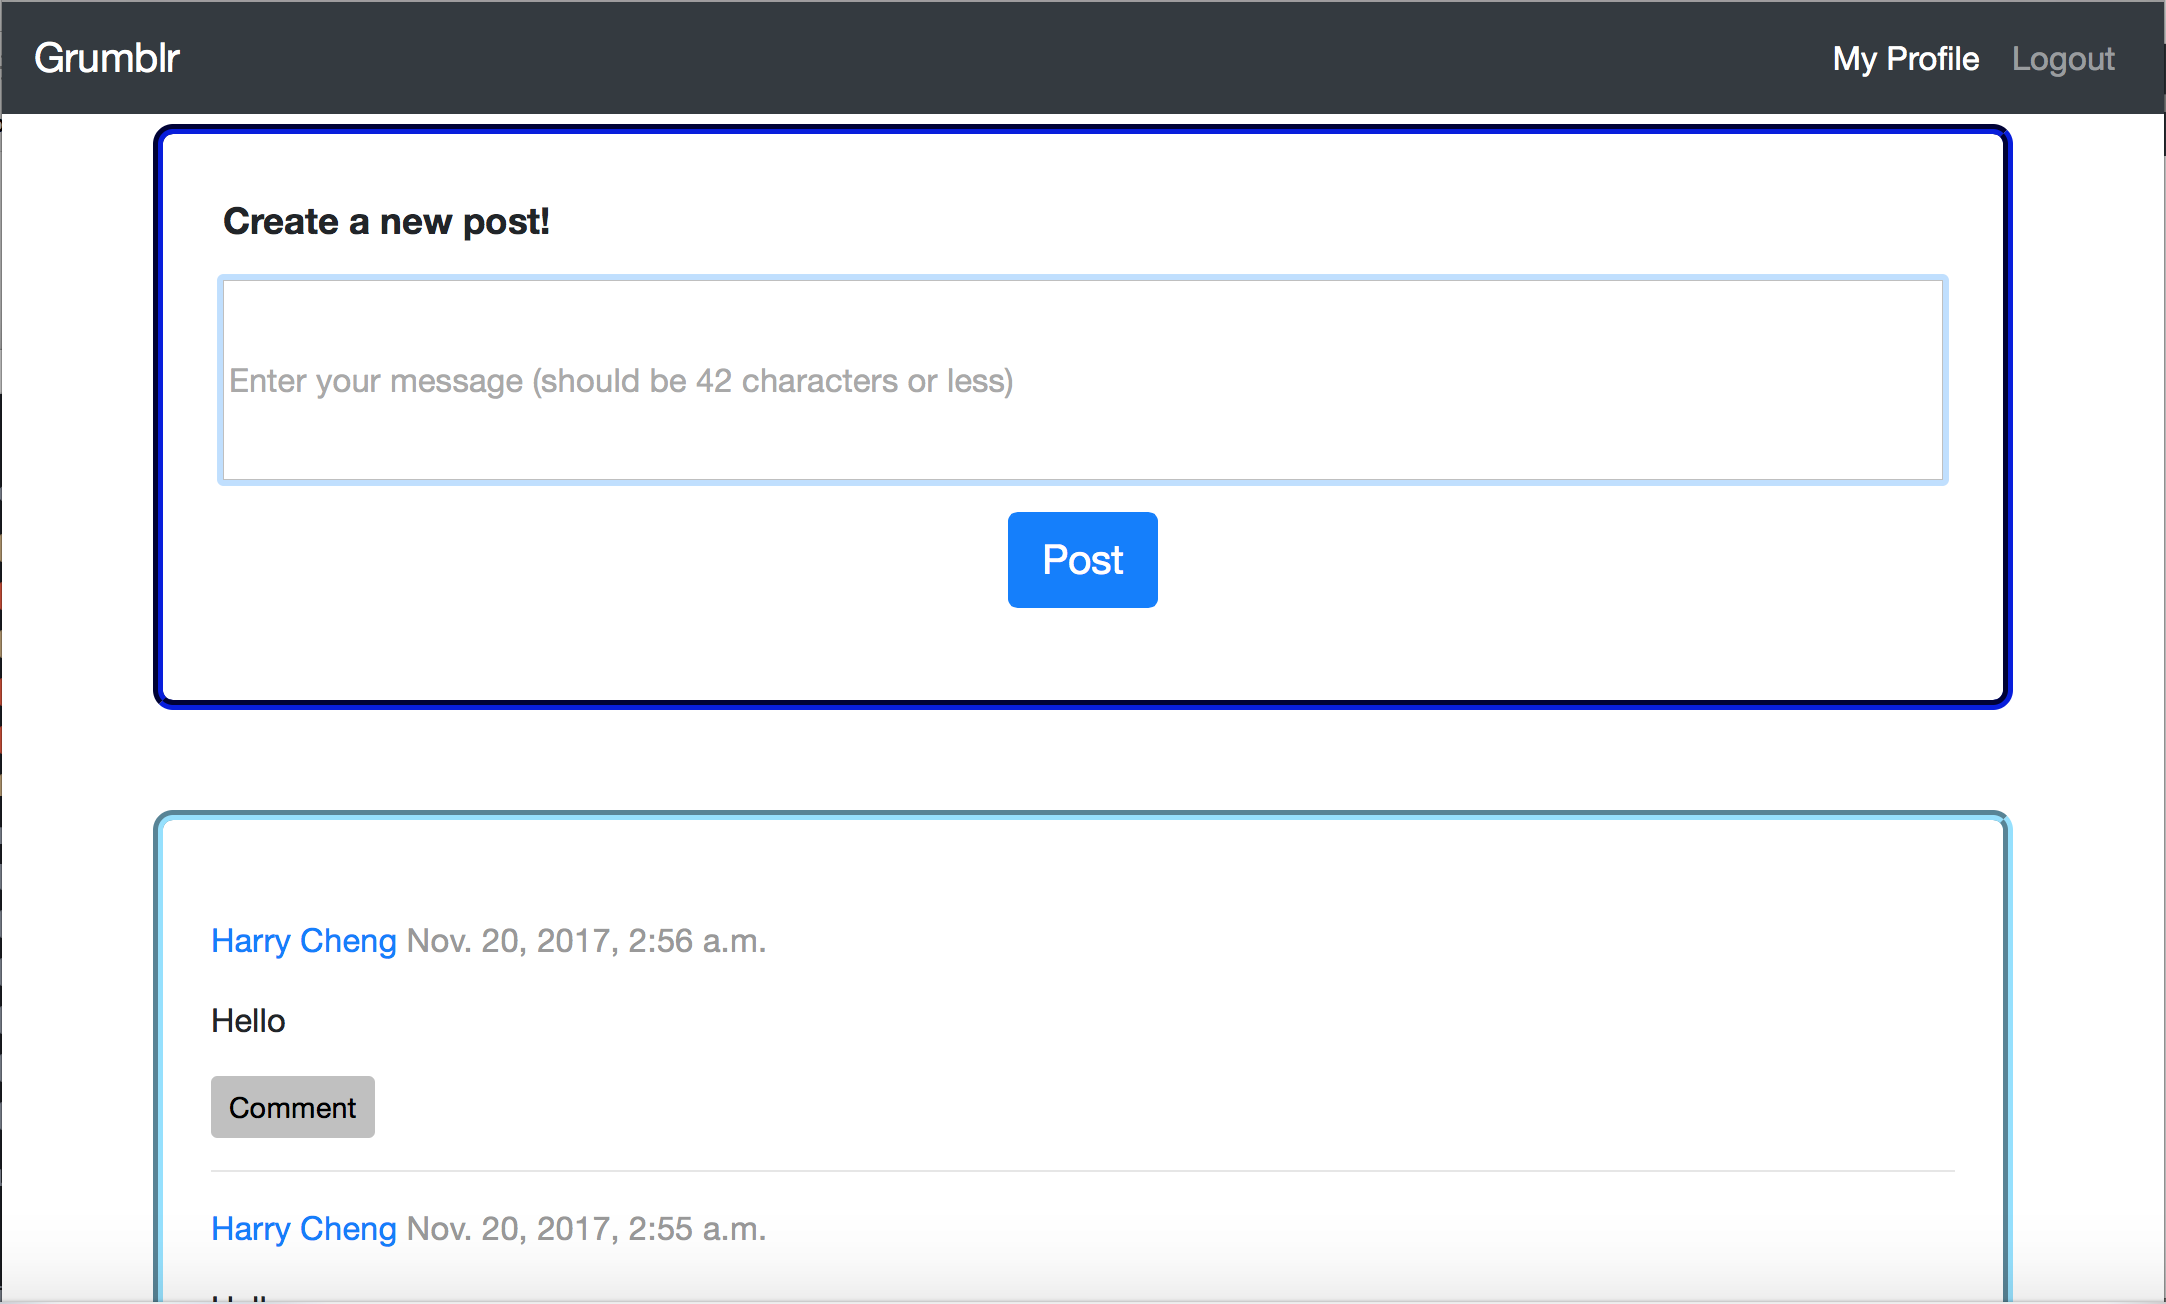 Grumblr My Profile Logout
Create a new post!
Enter your message (should be 42 characters or less)
Post
Harry Cheng Nov. 20, 2017, 2:56 a.m.
Hello
Comment
Harry Cheng Nov. 20, 2017, 2:55 a.m.